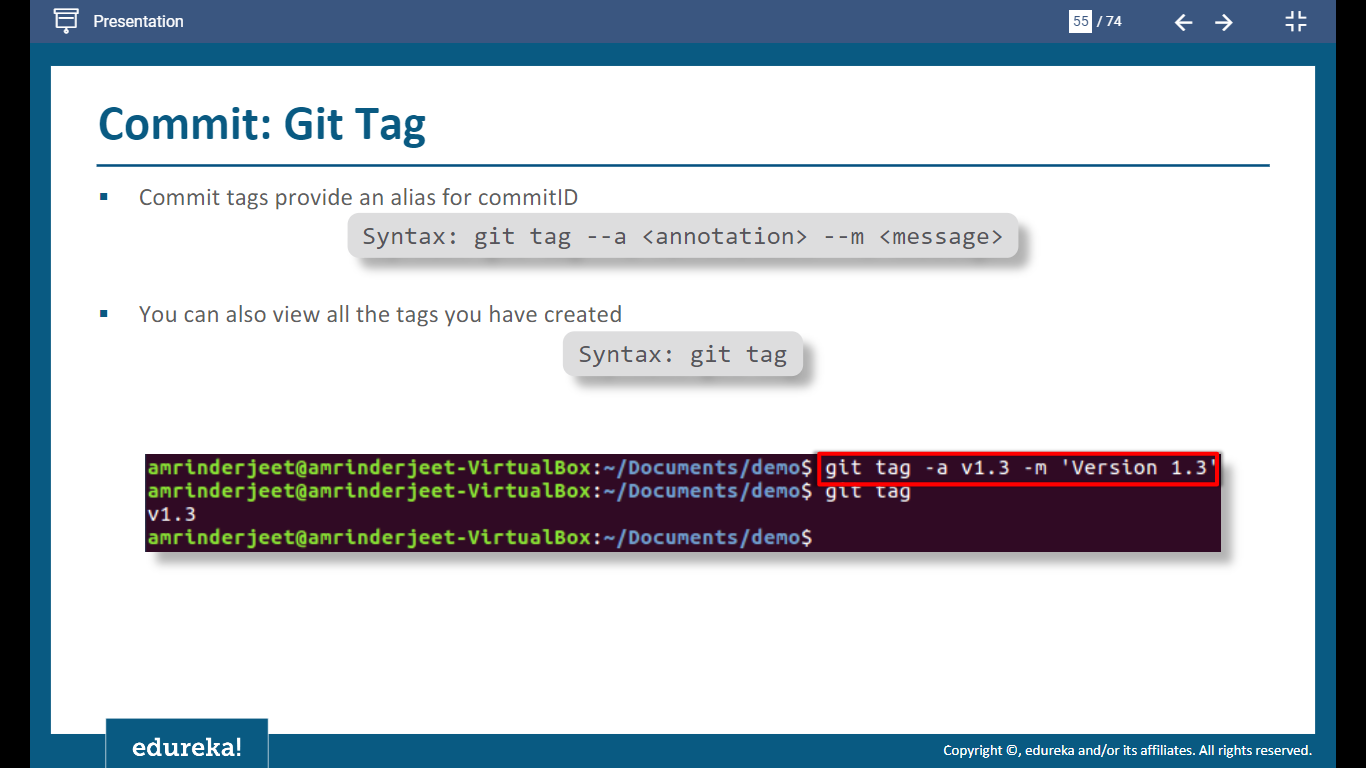 Presentation
55 / 74
Commit: Git Tag
▪ Commit tags provide an alias for commitID
Syntax: git tag --a <annotation> --m <message>
▪ You can also view all the tags you have created
Syntax: git tag
amrinderjeet@amrinderjeet-VirtualBox:~/Documents/demo$ git tag -a v1.3 -m 'Version 1.3'
amrinderjeet@amrinderjeet-VirtualBox:~/Documents/demo$ git tag
v1.3
amrinderjeet@amrinderjeet-VirtualBox:~/Documents/demo$
edureka!
Copyright ©, edureka and/or its affiliates. All rights reserved.